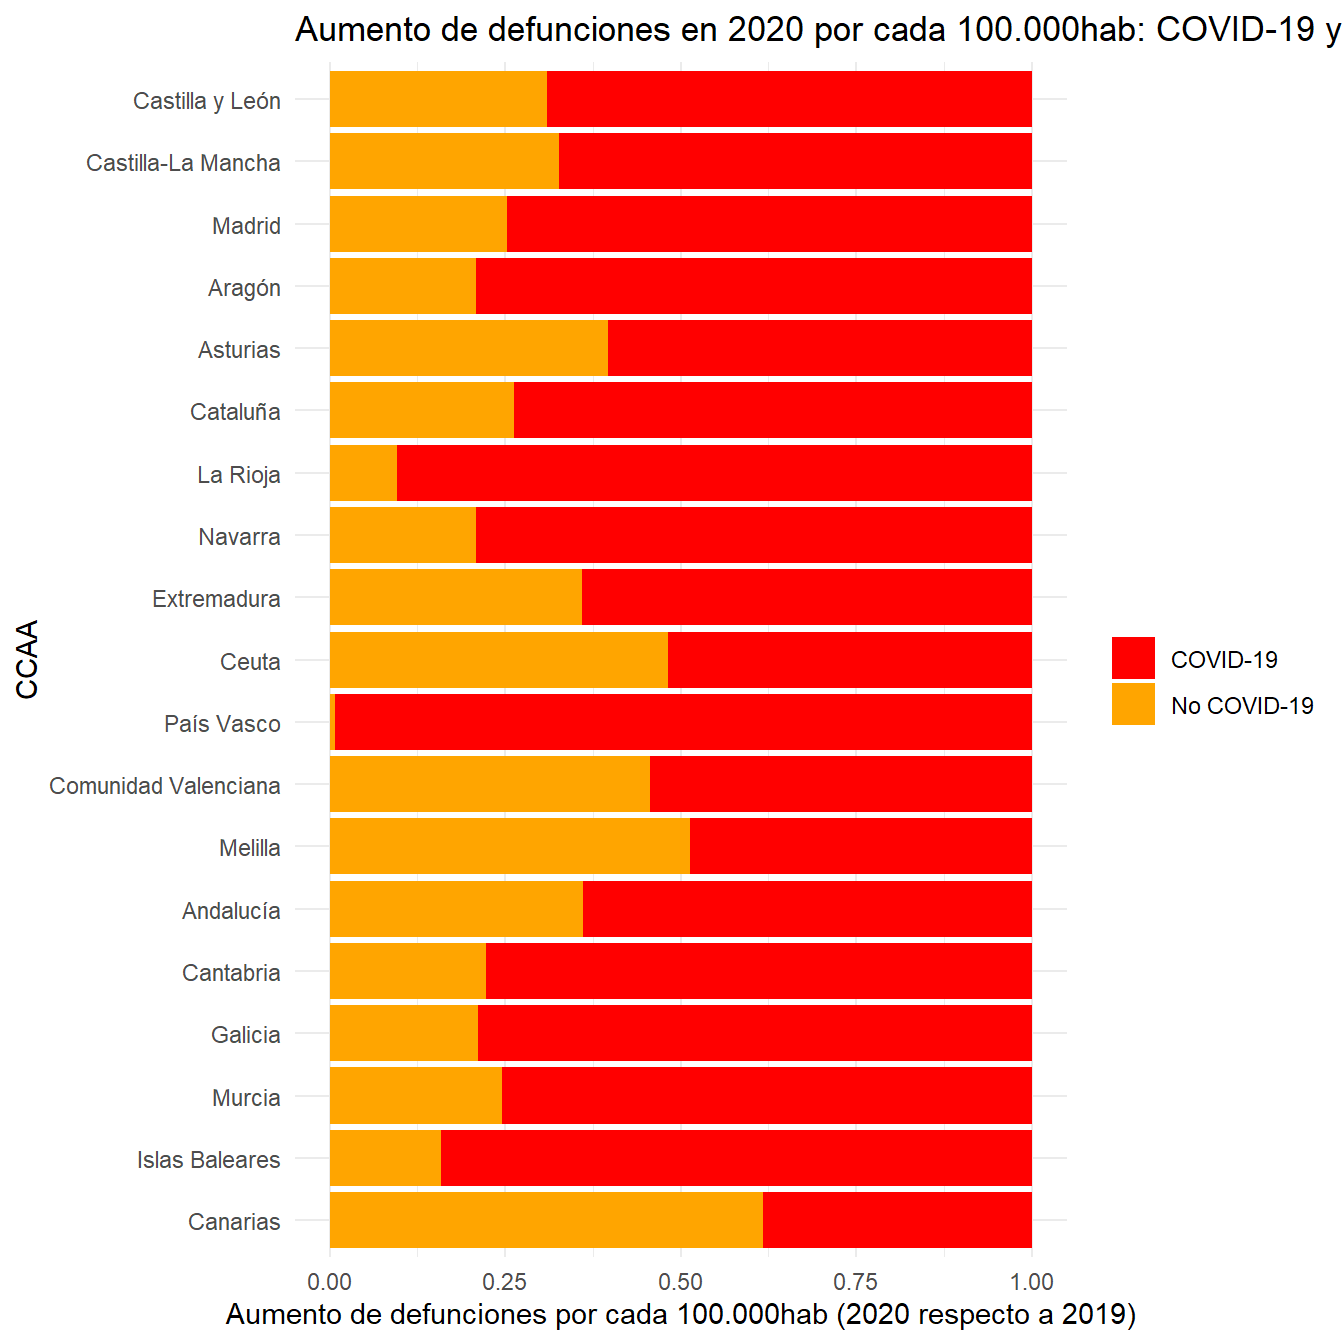 Aumento de defunciones en 2020 por cada 100.000hab: COVID-19 y
Castilla y León
Castilla-La Mancha
Madrid
Aragón
Asturias
Cataluña
La Rioja
Navarra
Extremadura
Ceuta
País Vasco
Comunidad Valenciana
Melilla
Andalucía
Cantabria
Galicia
Murcia
Islas Baleares
Canarias
CCAA
0.00 0.25 0.50 0.75 1.00
Aumento de defunciones por cada 100.000hab (2020 respecto a 2019)
COVID-19
No COVID-19